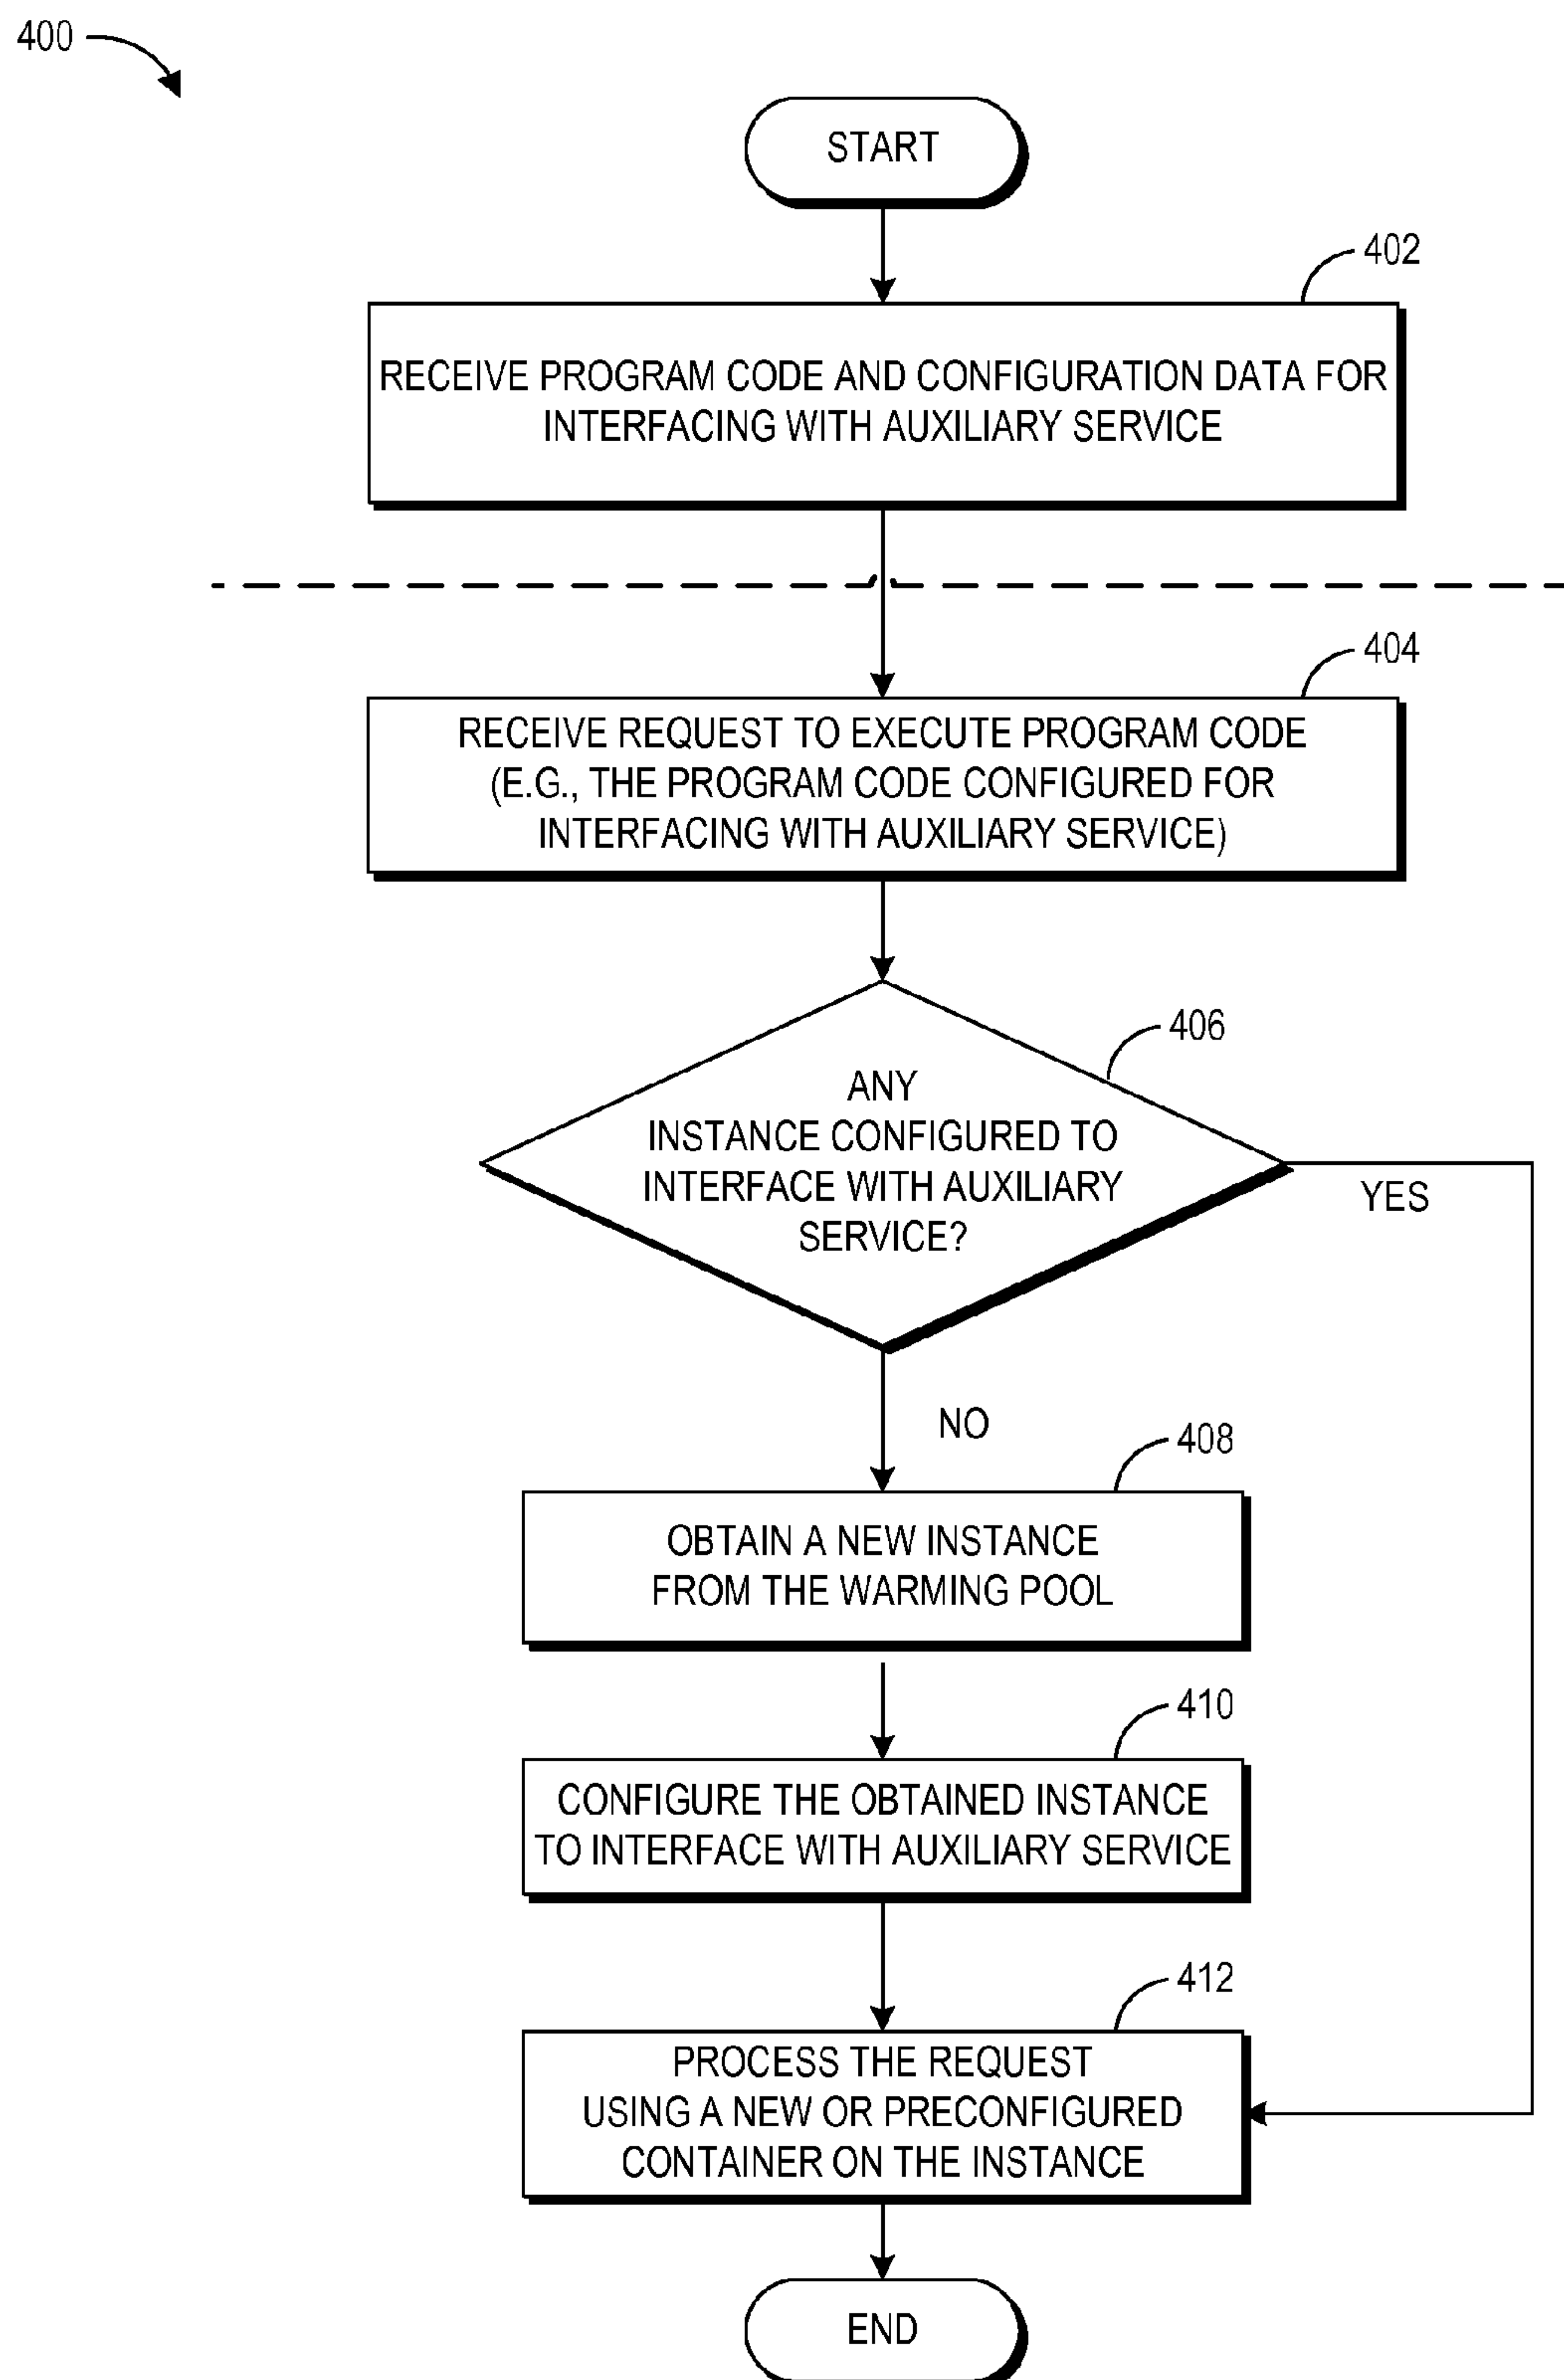 400
START
402
RECEIVE PROGRAM CODE AND CONFIGURATION DATA FOR
INTERFACING WITH AUXILIARY SERVICE
404
RECEIVE REQUEST TO EXECUTE PROGRAM CODE
(E.G., THE PROGRAM CODE CONFIGURED FOR
INTERFACING WITH AUXILIARY SERVICE)
406
ANY
INSTANCE CONFIGURED TO
INTERFACE WITH AUXILIARY
SERVICE?
YES
NO
408
OBTAIN A NEW INSTANCE
FROM THE WARMING POOL
410
CONFIGURE THE OBTAINED INSTANCE
TO INTERFACE WITH AUXILIARY SERVICE
412
PROCESS THE REQUEST
USING A NEW OR PRECONFIGURED
CONTAINER ON THE INSTANCE
END